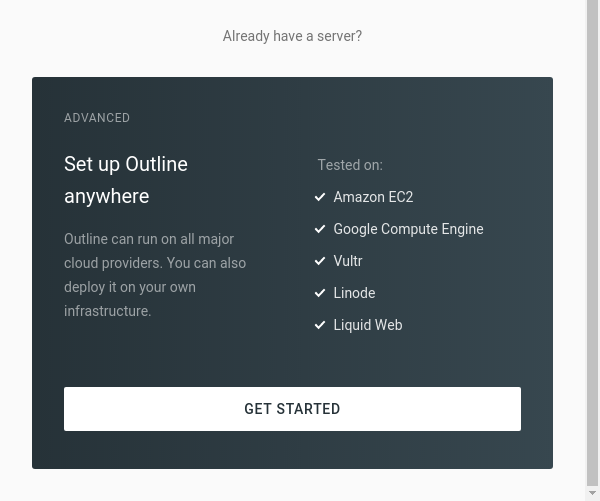 Already have a server?
ADVANCED
Set up Outline
anywhere
Outline can run on all major
cloud providers. You can also
deploy it on your own
infrastructure.
Tested on:
Amazon EC2
Google Compute Engine
Vultr
Linode
Liquid Web
GET STARTED